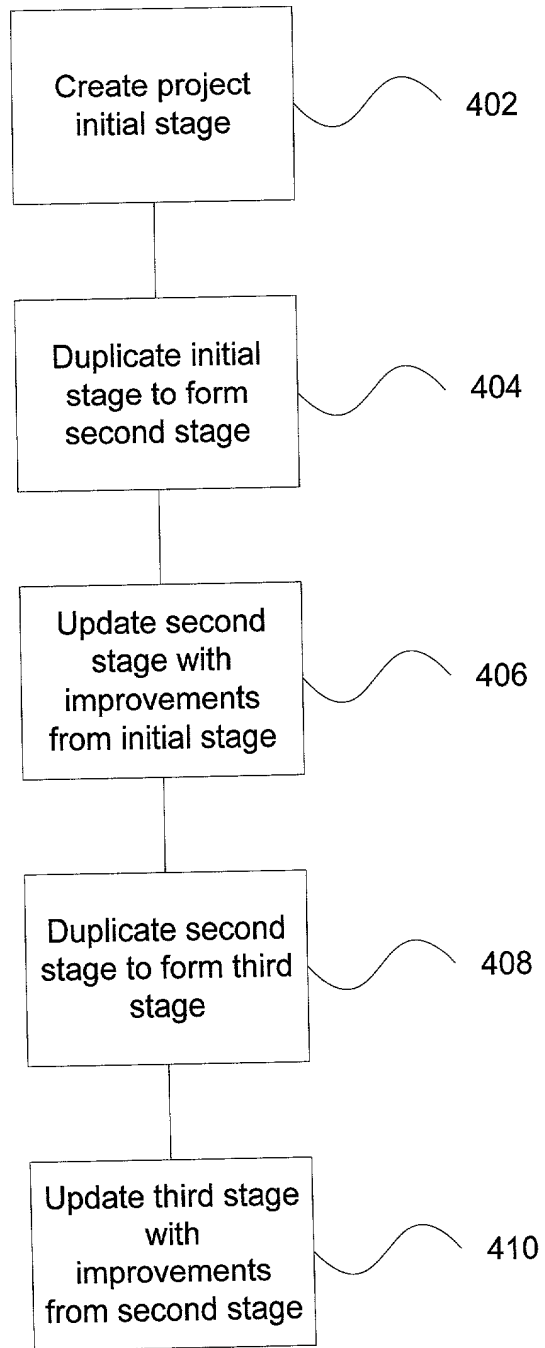 Create project
initial stage
402
Duplicate initial
stage to form
second stage
404
Update second
stage with
improvements
from initial stage
406
Duplicate second
stage to form third
stage
408
Update third stage
with
improvements
from second stage
410